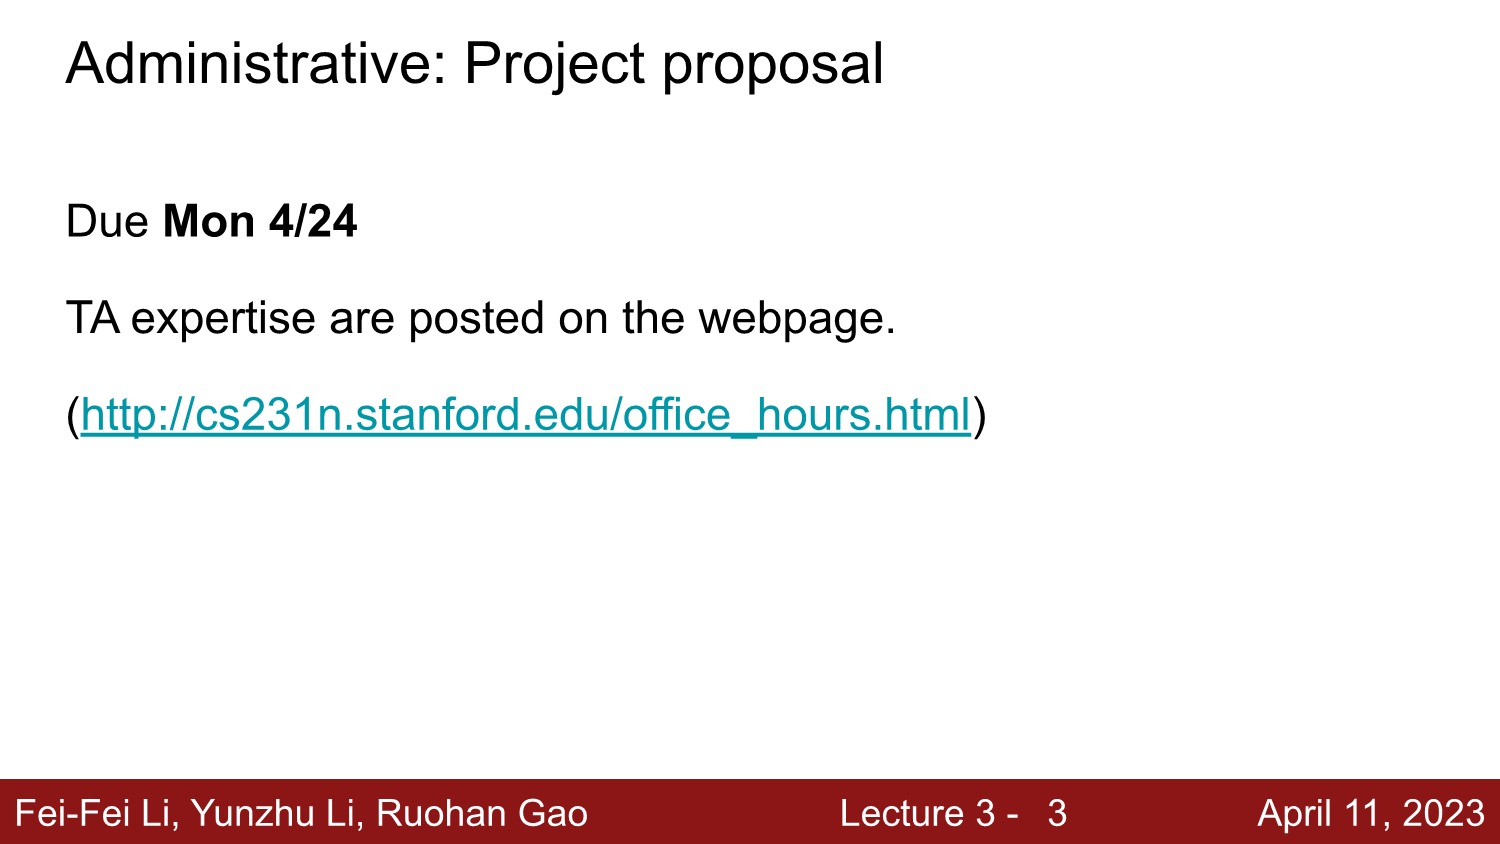 Administrative: Project proposal
Due Mon 4/24
TA expertise are posted on the webpage.
(http://cs231n.stanford.edu/office_hours.html)
Fei-Fei Li, Yunzhu Li, Ruohan Gao Lecture 3 - 3 April 11, 2023